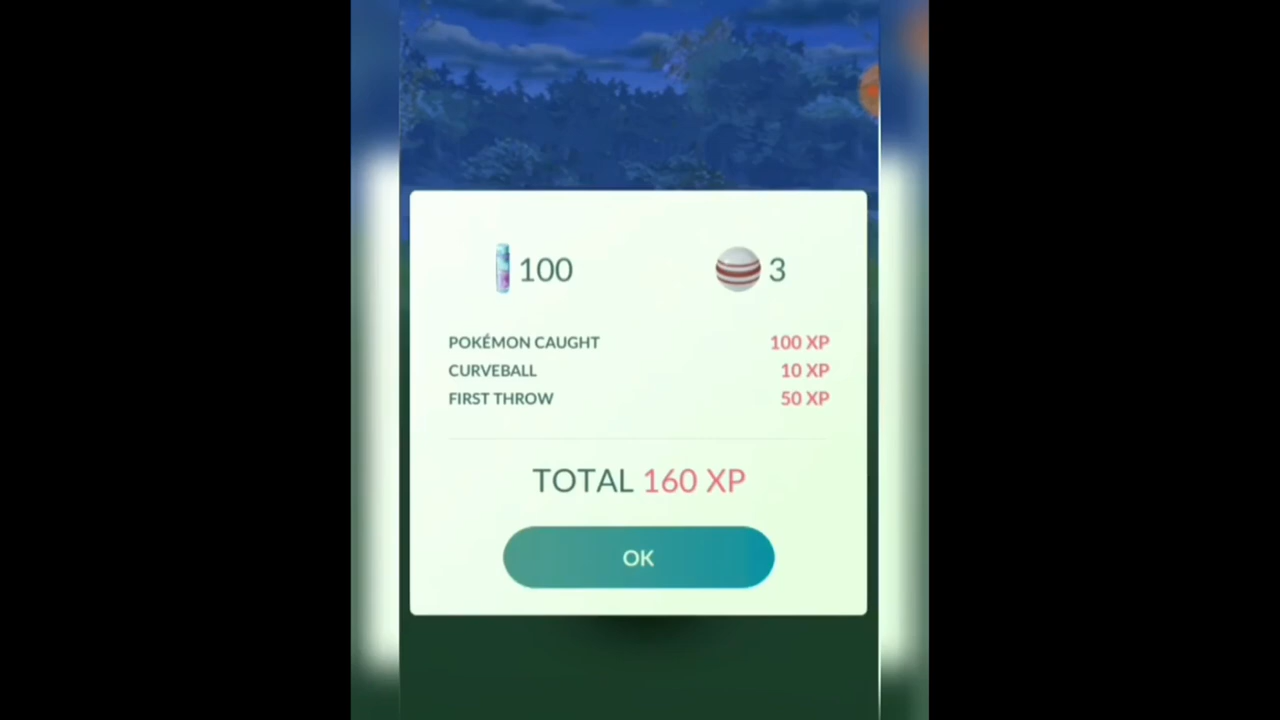 100 3
POKÉMON CAUGHT 100 XP
CURVEBALL 10 XP
FIRST THROW 50 XP
TOTAL 160 XP
OK